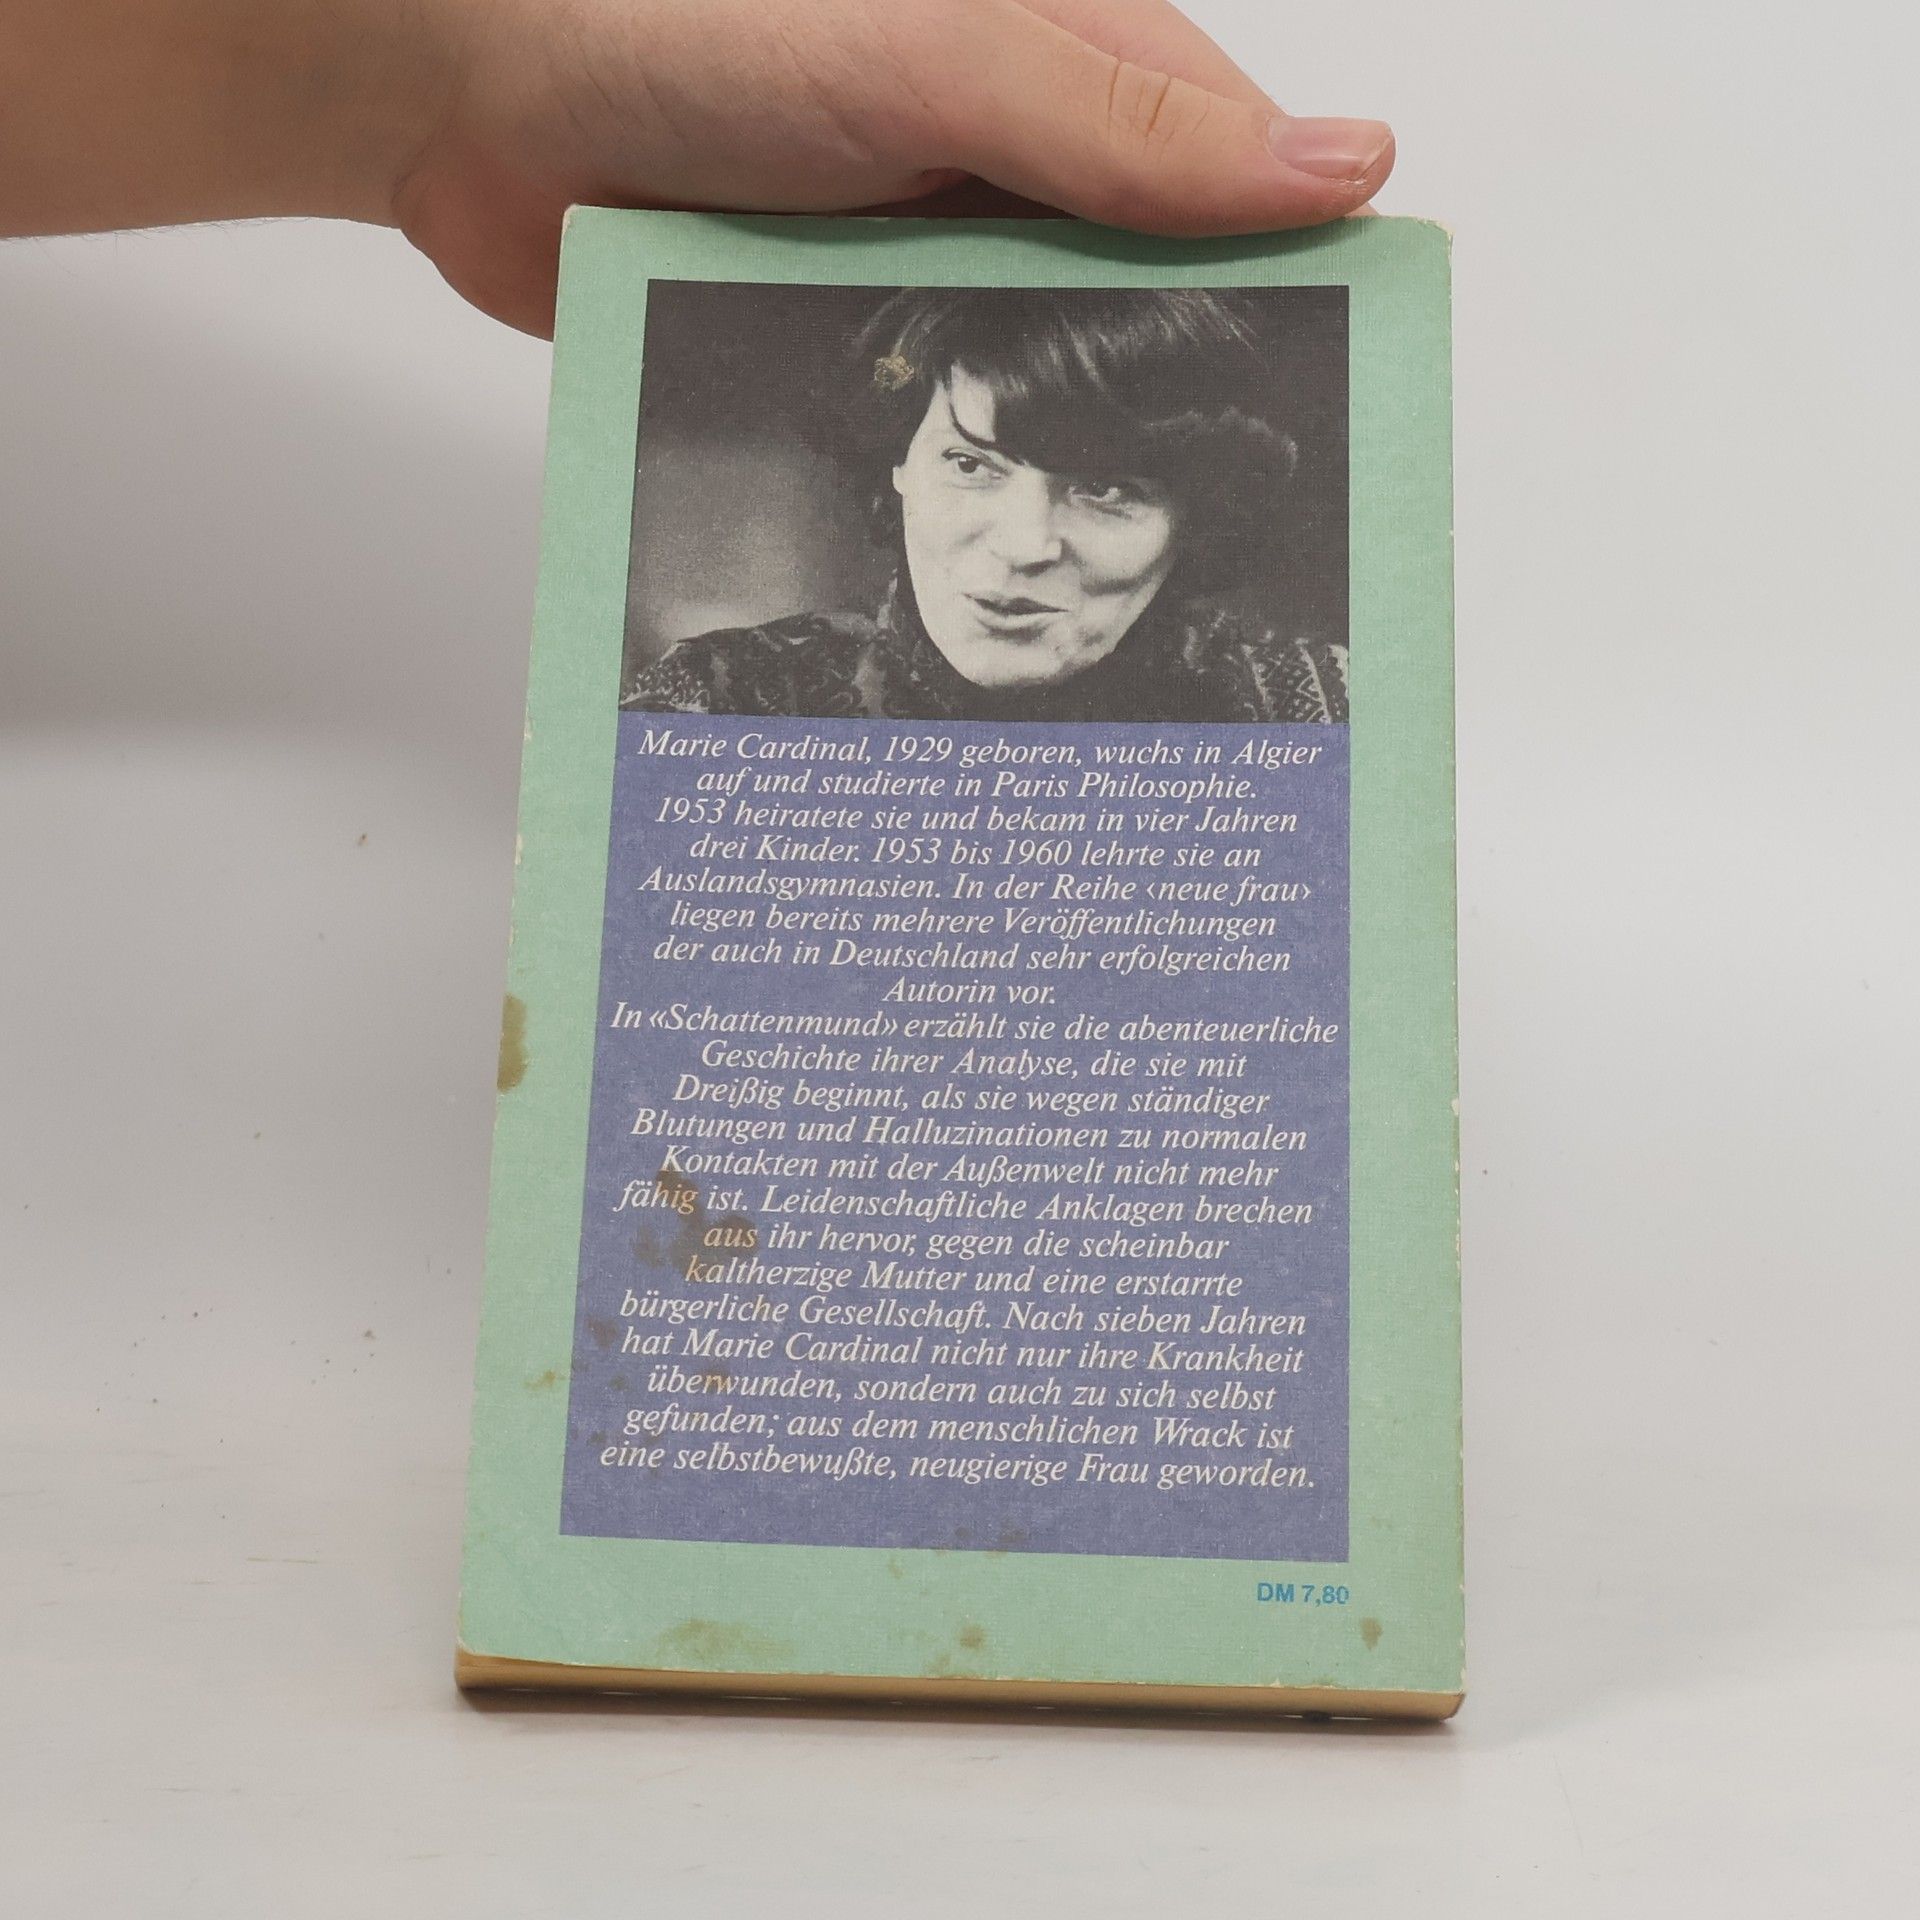 Marie Cardinal, 1929 geboren, wuchs in Algier
auf und studierte in Paris Philosophie.
1953 heiratete sie und bekam in vier Jahren
drei Kinder. 1953 bis 1960 lehrte sie an
Auslandsgymnasien. In der Reihe ‹neue frau›
liegen bereits mehrere Veröffentlichungen
der auch in Deutschland sehr erfolgreichen
Autorin vor.
In «Schattenmund» erzählt sie die abenteuerliche
Geschichte ihrer Analyse, die sie mit
Dreißig beginnt, als sie wegen ständiger
Blutungen und Halluzinationen zu normalen
Kontakten mit der Außenwelt nicht mehr
fähig ist. Leidenschaftliche Anklagen brechen
aus ihr hervor, gegen die scheinbar
kaltherzige Mutter und eine erstarrte
bürgerliche Gesellschaft. Nach sieben Jahren
hat Marie Cardinal nicht nur ihre Krankheit
überwunden, sondern auch zu sich selbst
gefunden; aus dem menschlichen Wrack ist
eine selbstbewußte, neugierige Frau geworden.
DM 7,80